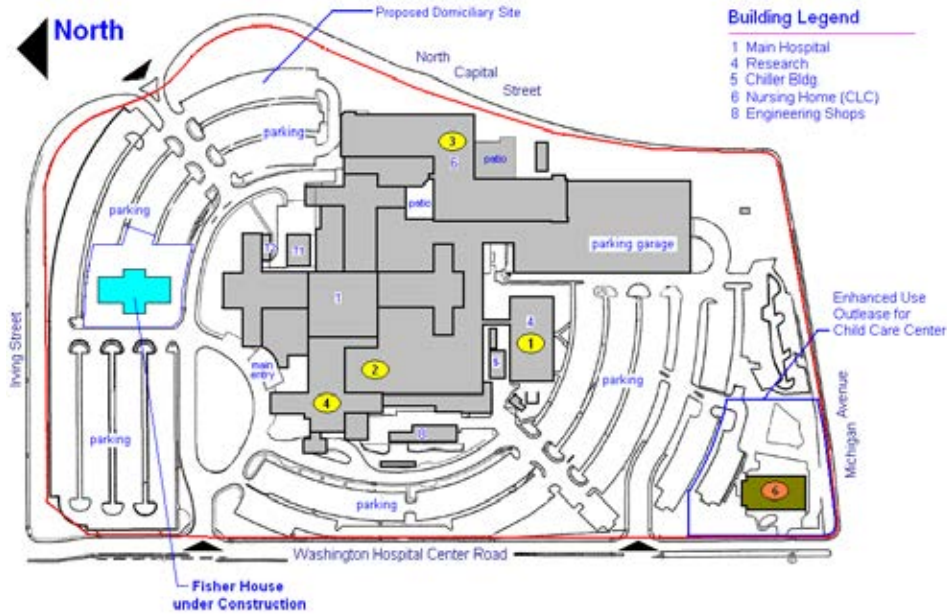 North
Proposed Domiciliary Site
Building Legend
1 Main Hospital
4 Research
5 Chiller Bldg.
6 Nursing Home (CLC)
8 Engineering Shops
North
Capital
Street
parking
3
6
patio
patio
parking
T2
T1
parking garage
1
4
1
5
Enhanced Use
Outlease for
Child Care Center
Irving Street
main
entry
2
4
parking
parking
8
parking
Michigan Avenue
6
Washington Hospital Center Road
Fisher House
under Construction